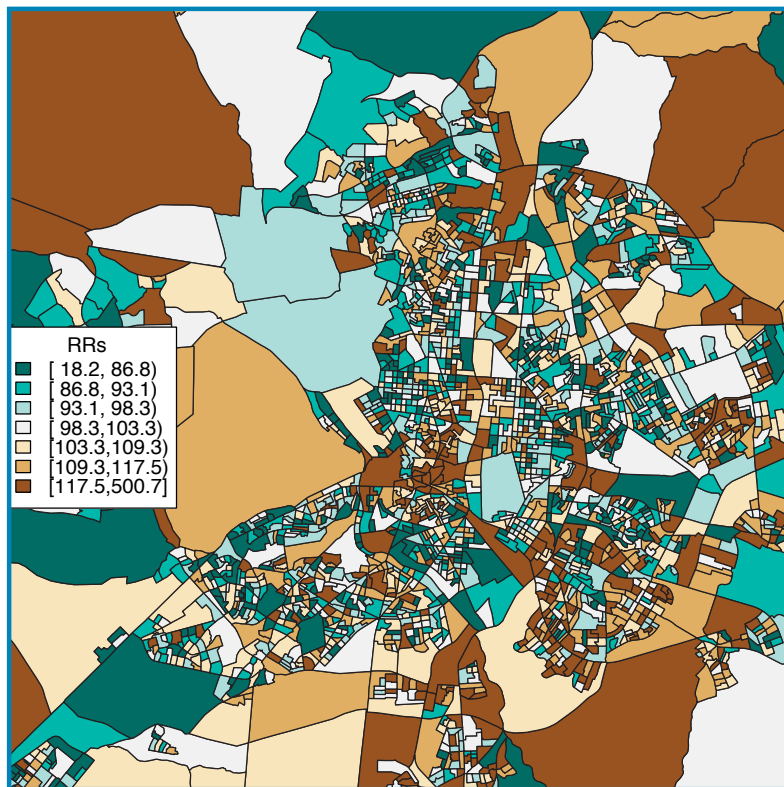 RRs
[ 18.2, 86.8)
[ 86.8, 93.1)
[ 93.1, 98.3)
[ 98.3,103.3)
[103.3,109.3)
[109.3,117.5)
[117.5,500.7]